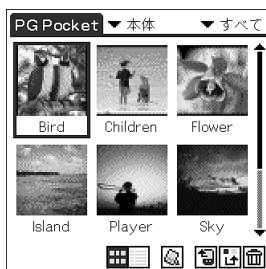 PG Pocket ▼ 本体 ▼ すべて
Bird Children Flower
Island Player Sky